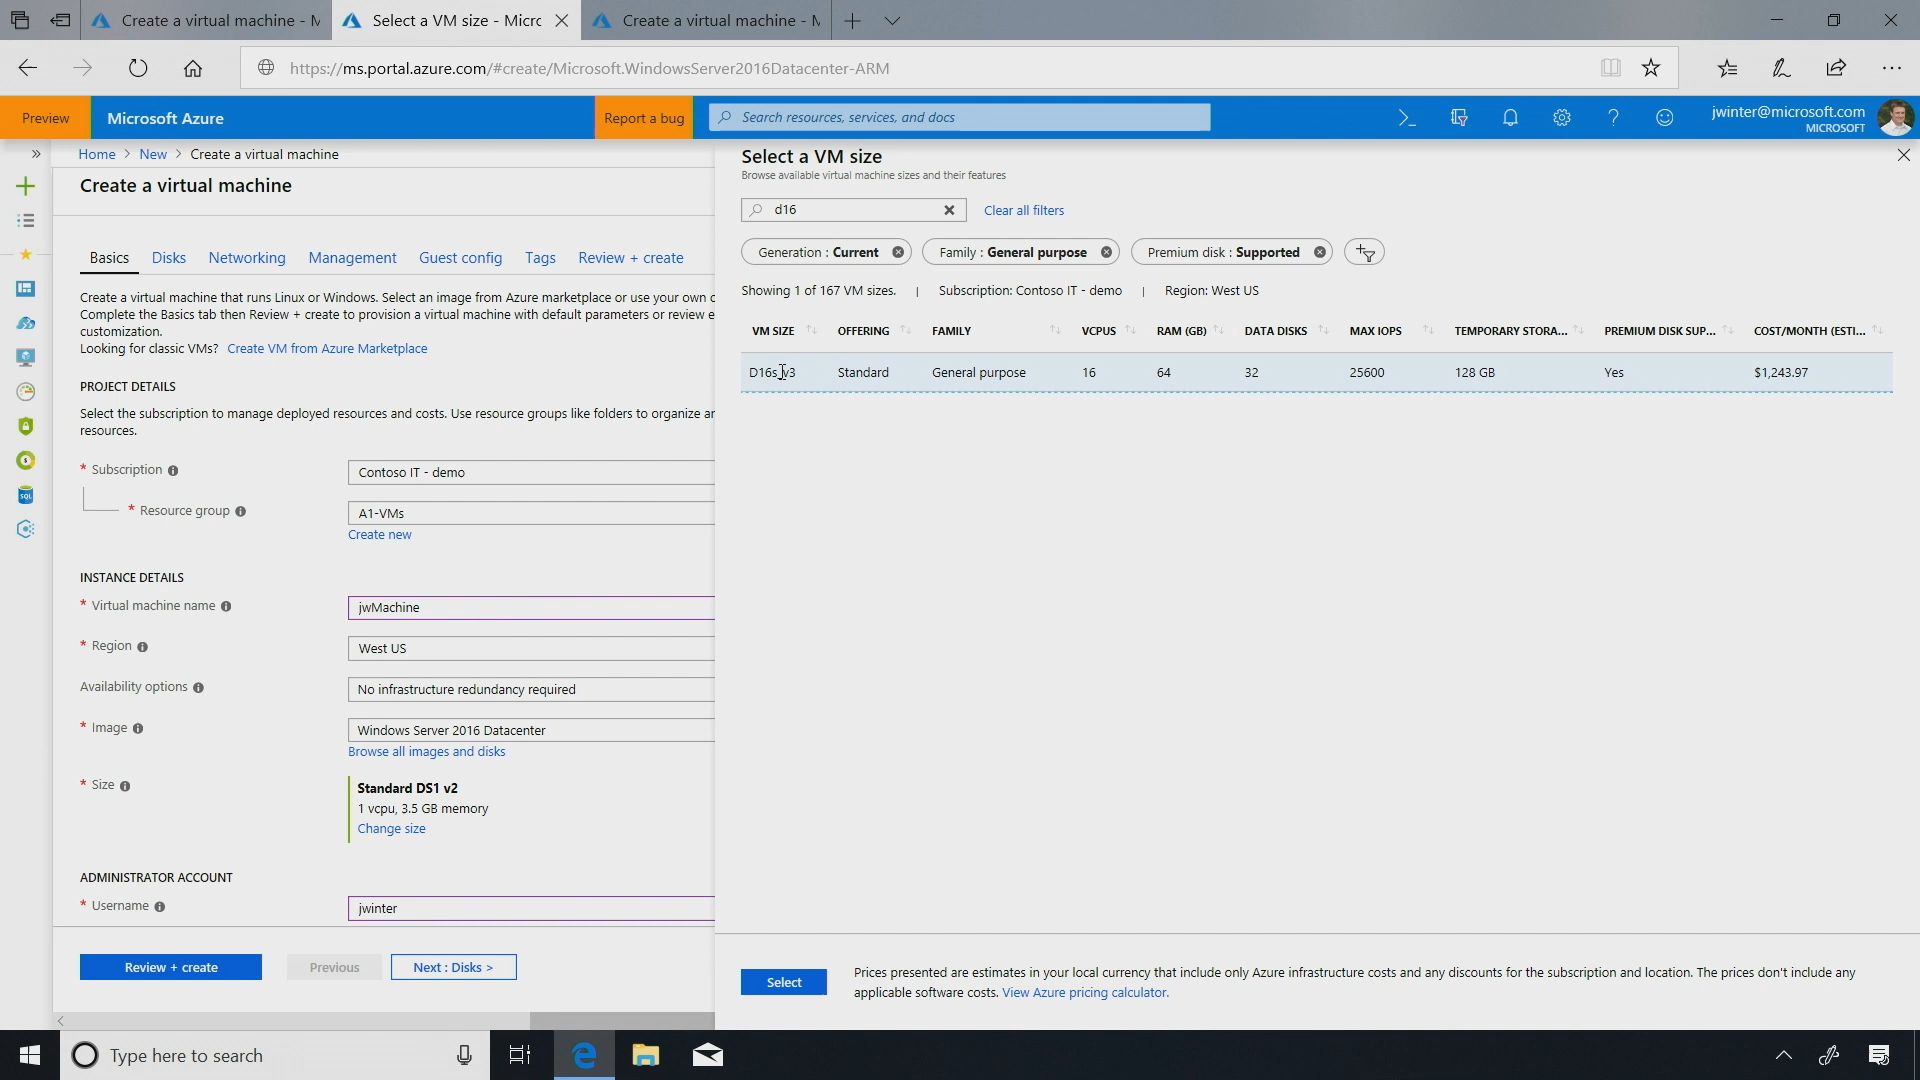 Create a virtual machine - M
Select a VM size - Micro
Create a virtual machine - M
https://ms.portal.azure.com/#create/Microsoft.WindowsServer2016Datacenter-ARM
Preview
Microsoft Azure
Report a bug
Search resources, services, and docs
jwinter@microsoft.com
MICROSOFT
Home > New > Create a virtual machine
Create a virtual machine
Basics Disks Networking Management Guest config Tags Review + create
Create a virtual machine that runs Linux or Windows. Select an image from Azure marketplace or use your own c
Complete the Basics tab then Review + create to provision a virtual machine with default parameters or review e
customization.
Looking for classic VMs? Create VM from Azure Marketplace
PROJECT DETAILS
Select the subscription to manage deployed resources and costs. Use resource groups like folders to organize ar
resources.
* Subscription
Contoso IT - demo
* Resource group
A1-VMs
Create new
INSTANCE DETAILS
* Virtual machine name
jwMachine
* Region
West US
Availability options
No infrastructure redundancy required
* Image
Windows Server 2016 Datacenter
Browse all images and disks
* Size
Standard DS1 v2
1 vcpu, 3.5 GB memory
Change size
ADMINISTRATOR ACCOUNT
* Username
jwinter
Review + create
Previous
Next : Disks >
Select a VM size
Browse available virtual machine sizes and their features
d16
Clear all filters
Generation : Current
Family : General purpose
Premium disk : Supported
Showing 1 of 167 VM sizes. | Subscription: Contoso IT - demo | Region: West US
VM SIZE OFFERING FAMILY VCPUS RAM (GB) DATA DISKS MAX IOPS TEMPORARY STORA... PREMIUM DISK SUP... COST/MONTH (ESTI...
D16s_v3 Standard General purpose 16 64 32 25600 128 GB Yes $1,243.97
Select
Prices presented are estimates in your local currency that include only Azure infrastructure costs and any discounts for the subscription and location. The prices don't include any
applicable software costs. View Azure pricing calculator.
SQL
Type here to search